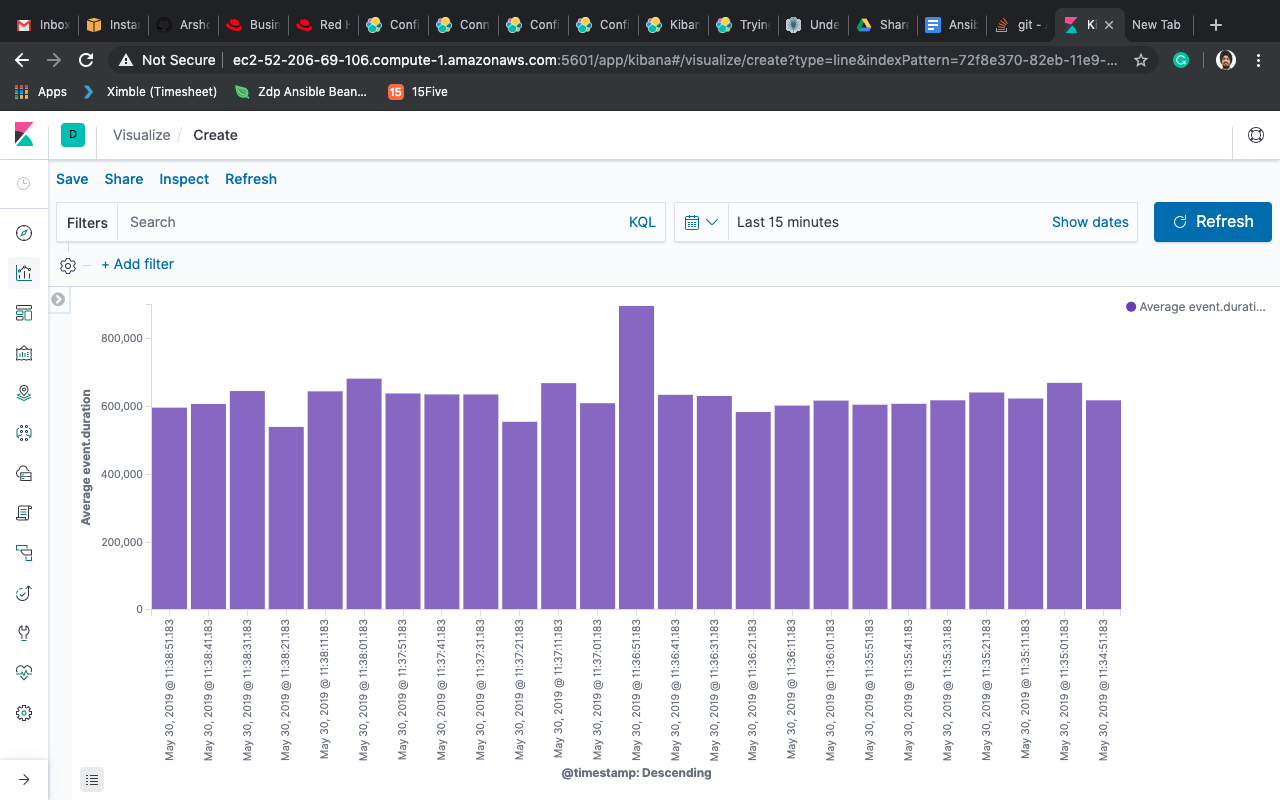 Inbox
Instar
Arsho
Busin
Red H
Confi
Conn
Confi
Confi
Kibar
Trying
Unde
Share
Ansib
git - A
Ki
New Tab
Not Secure
ec2-52-206-69-106.compute-1.amazonaws.com:5601/app/kibana#/visualize/create?type=line&indexPattern=72f8e370-82eb-11e9-...
Apps
Ximble (Timesheet)
Zdp Ansible Bean...
15
15Five
D
Visualize / Create
Save Share Inspect Refresh
Filters Search KQL
Last 15 minutes Show dates
Refresh
+ Add filter
Average event.durati...
Average event.duration
800,000
600,000
400,000
200,000
0
May 30, 2019 @ 11:38:51.183
May 30, 2019 @ 11:38:41.183
May 30, 2019 @ 11:38:31.183
May 30, 2019 @ 11:38:21.183
May 30, 2019 @ 11:38:11.183
May 30, 2019 @ 11:38:01.183
May 30, 2019 @ 11:37:51.183
May 30, 2019 @ 11:37:41.183
May 30, 2019 @ 11:37:31.183
May 30, 2019 @ 11:37:21.183
May 30, 2019 @ 11:37:11.183
May 30, 2019 @ 11:37:01.183
May 30, 2019 @ 11:36:51.183
May 30, 2019 @ 11:36:41.183
May 30, 2019 @ 11:36:31.183
May 30, 2019 @ 11:36:21.183
May 30, 2019 @ 11:36:11.183
May 30, 2019 @ 11:36:01.183
May 30, 2019 @ 11:35:51.183
May 30, 2019 @ 11:35:41.183
May 30, 2019 @ 11:35:31.183
May 30, 2019 @ 11:35:21.183
May 30, 2019 @ 11:35:11.183
May 30, 2019 @ 11:35:01.183
May 30, 2019 @ 11:34:51.183
@timestamp: Descending